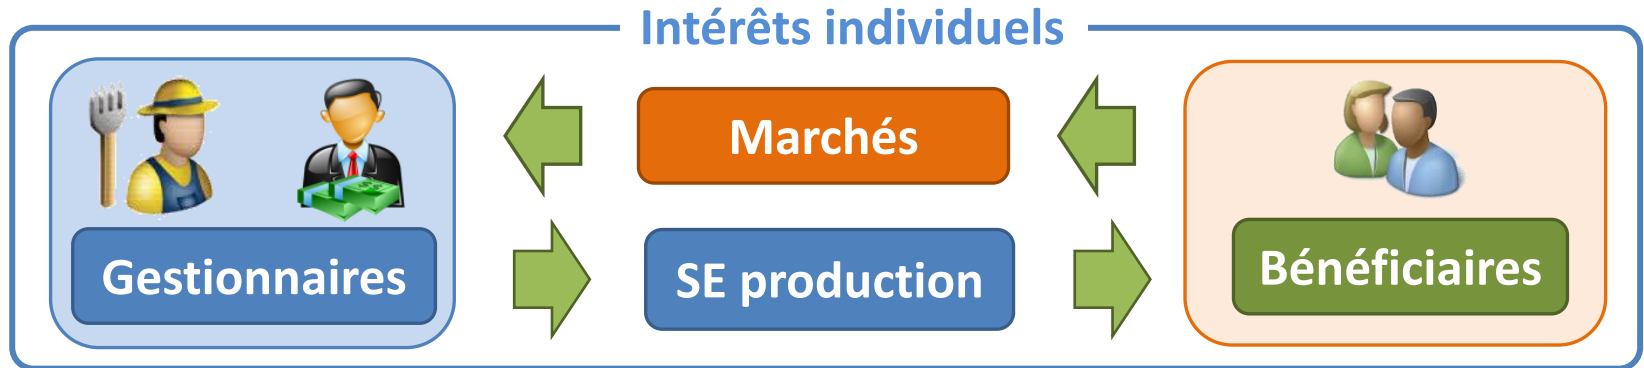 Intérêts individuels
Marchés
Gestionnaires
SE production
Bénéficiaires